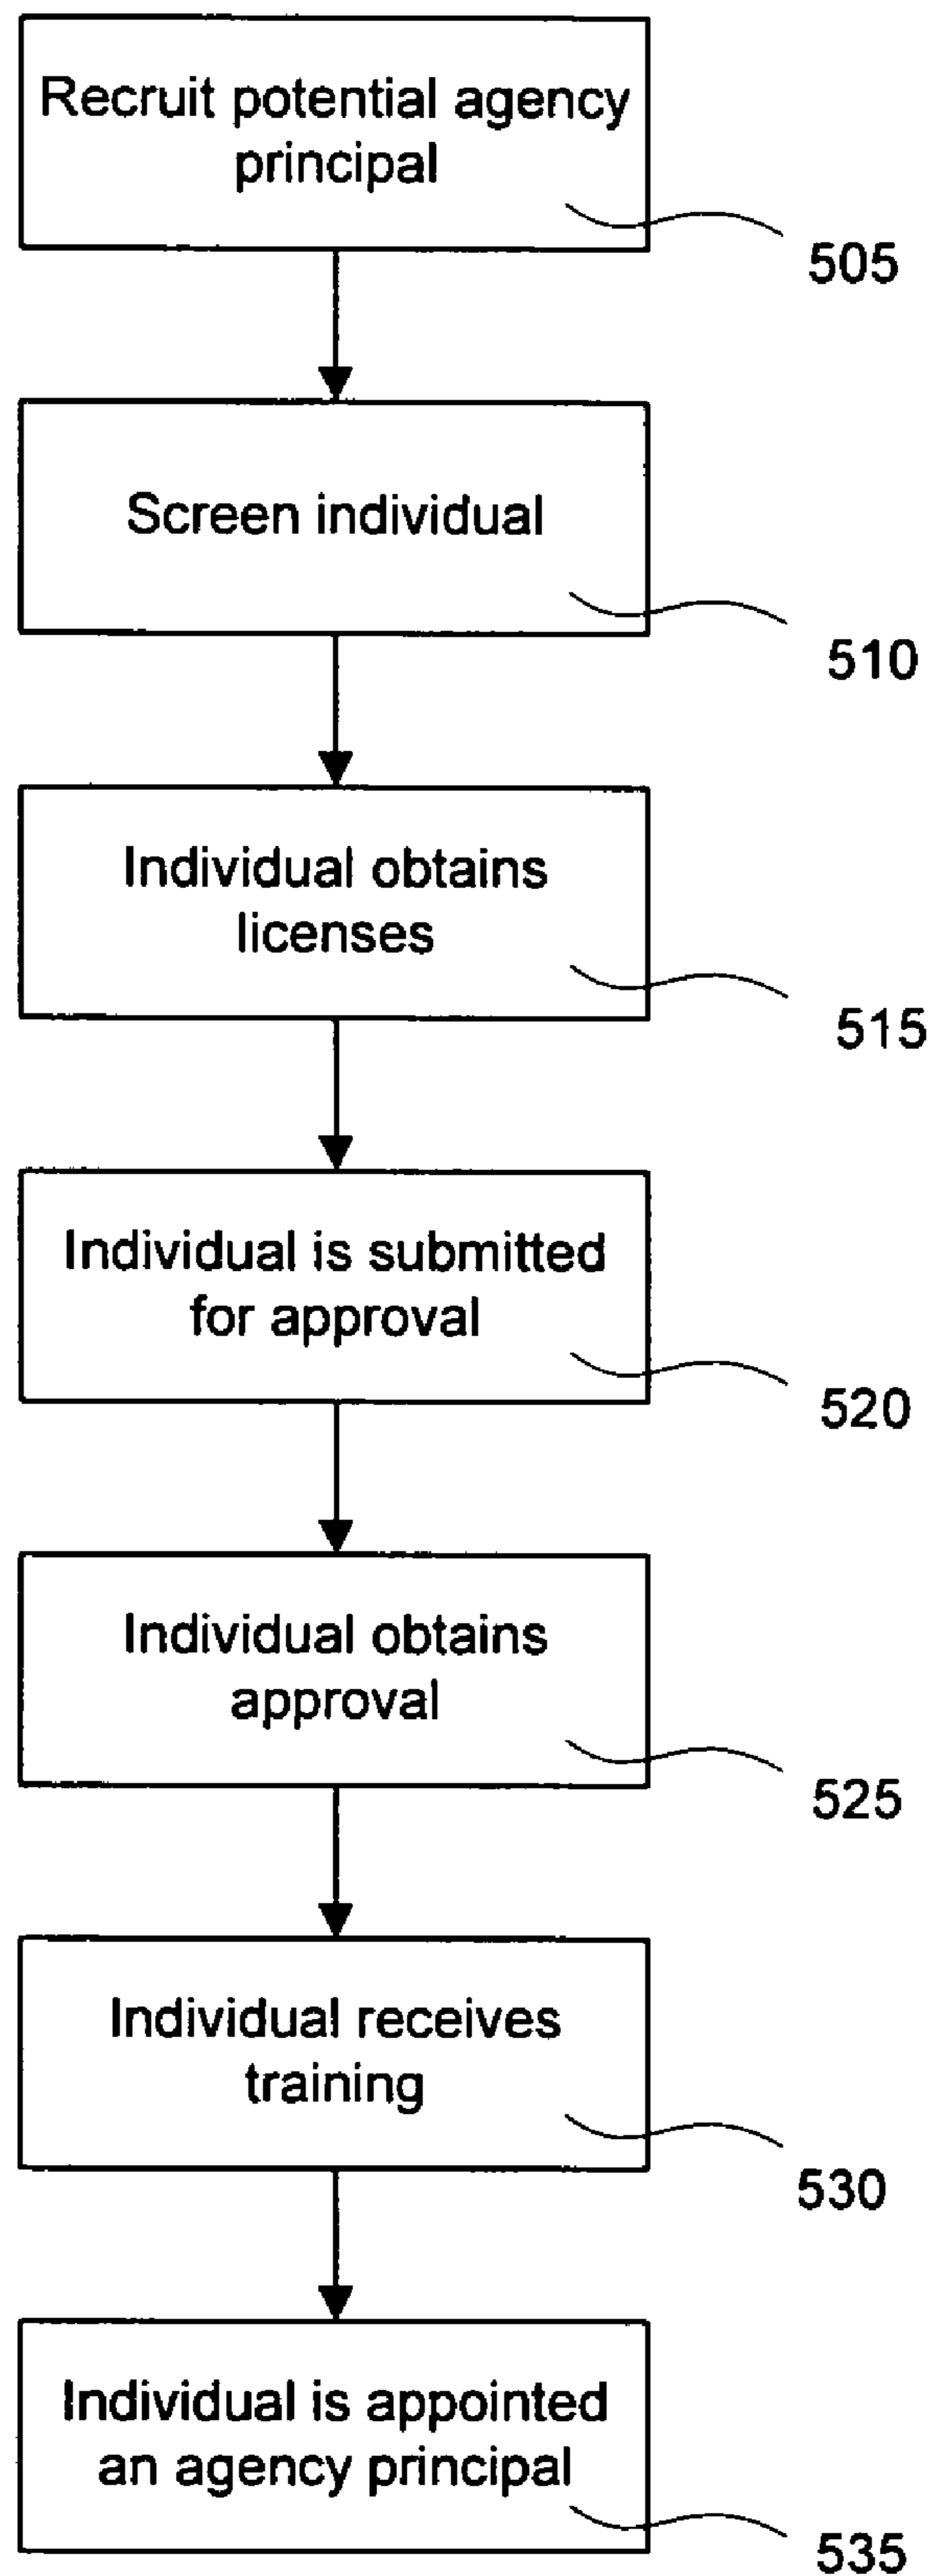 Recruit potential agency
principal
505
Screen individual
510
Individual obtains
licenses
515
Individual is submitted
for approval
520
Individual obtains
approval
525
Individual receives
training
530
Individual is appointed
an agency principal
535